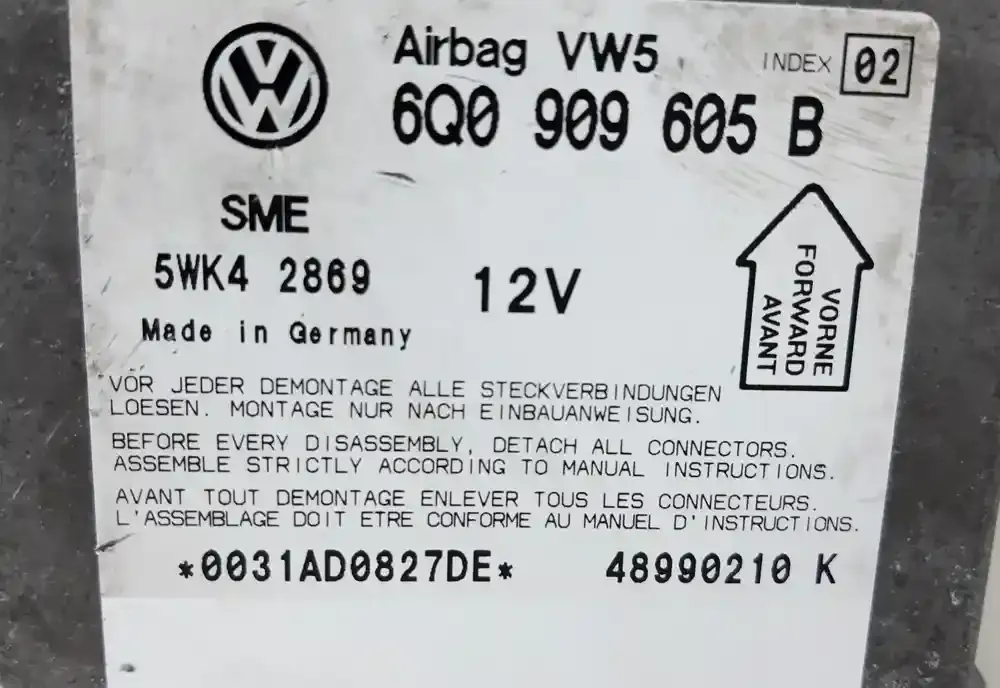 Airbag VW5 INDEX 02
6Q0 909 605 B
SME
5WK4 2869 12V
Made in Germany
VORNE
FORWARD
AVANT
VOR JEDER DEMONTAGE ALLE STECKVERBINDUNGEN
LOESEN. MONTAGE NUR NACH EINBAUANWEISUNG.
BEFORE EVERY DISASSEMBLY, DETACH ALL CONNECTORS.
ASSEMBLE STRICTLY ACCORDING TO MANUAL INSTRUCTIONS.
AVANT TOUT DEMONTAGE ENLEVER TOUS LES CONNECTEURS.
L'ASSEMBLAGE DOIT ETRE CONFORME AU MANUEL D'INSTRUCTIONS.
*0031AD0827DE* 48990210 K